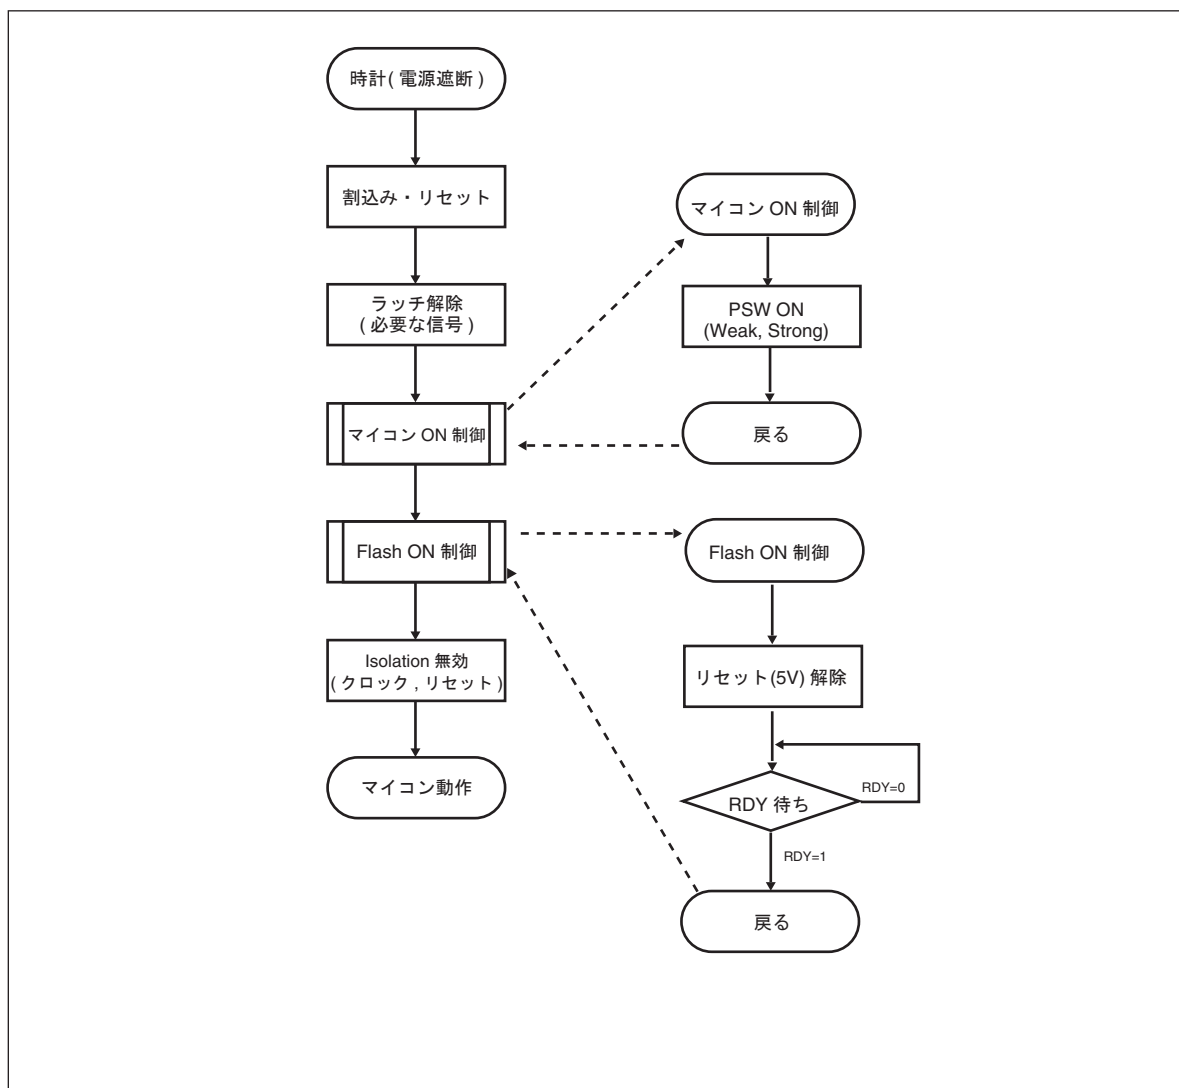 時計( 電源遮断 )
割込み・リセット
ラッチ解除
( 必要な信号 )
マイコン ON 制御
Flash ON 制御
Isolation 無効
( クロック , リセット )
マイコン動作
マイコン ON 制御
PSW ON
(Weak, Strong)
戻る
Flash ON 制御
リセット(5V) 解除
RDY 待ち
RDY=0
RDY=1
戻る